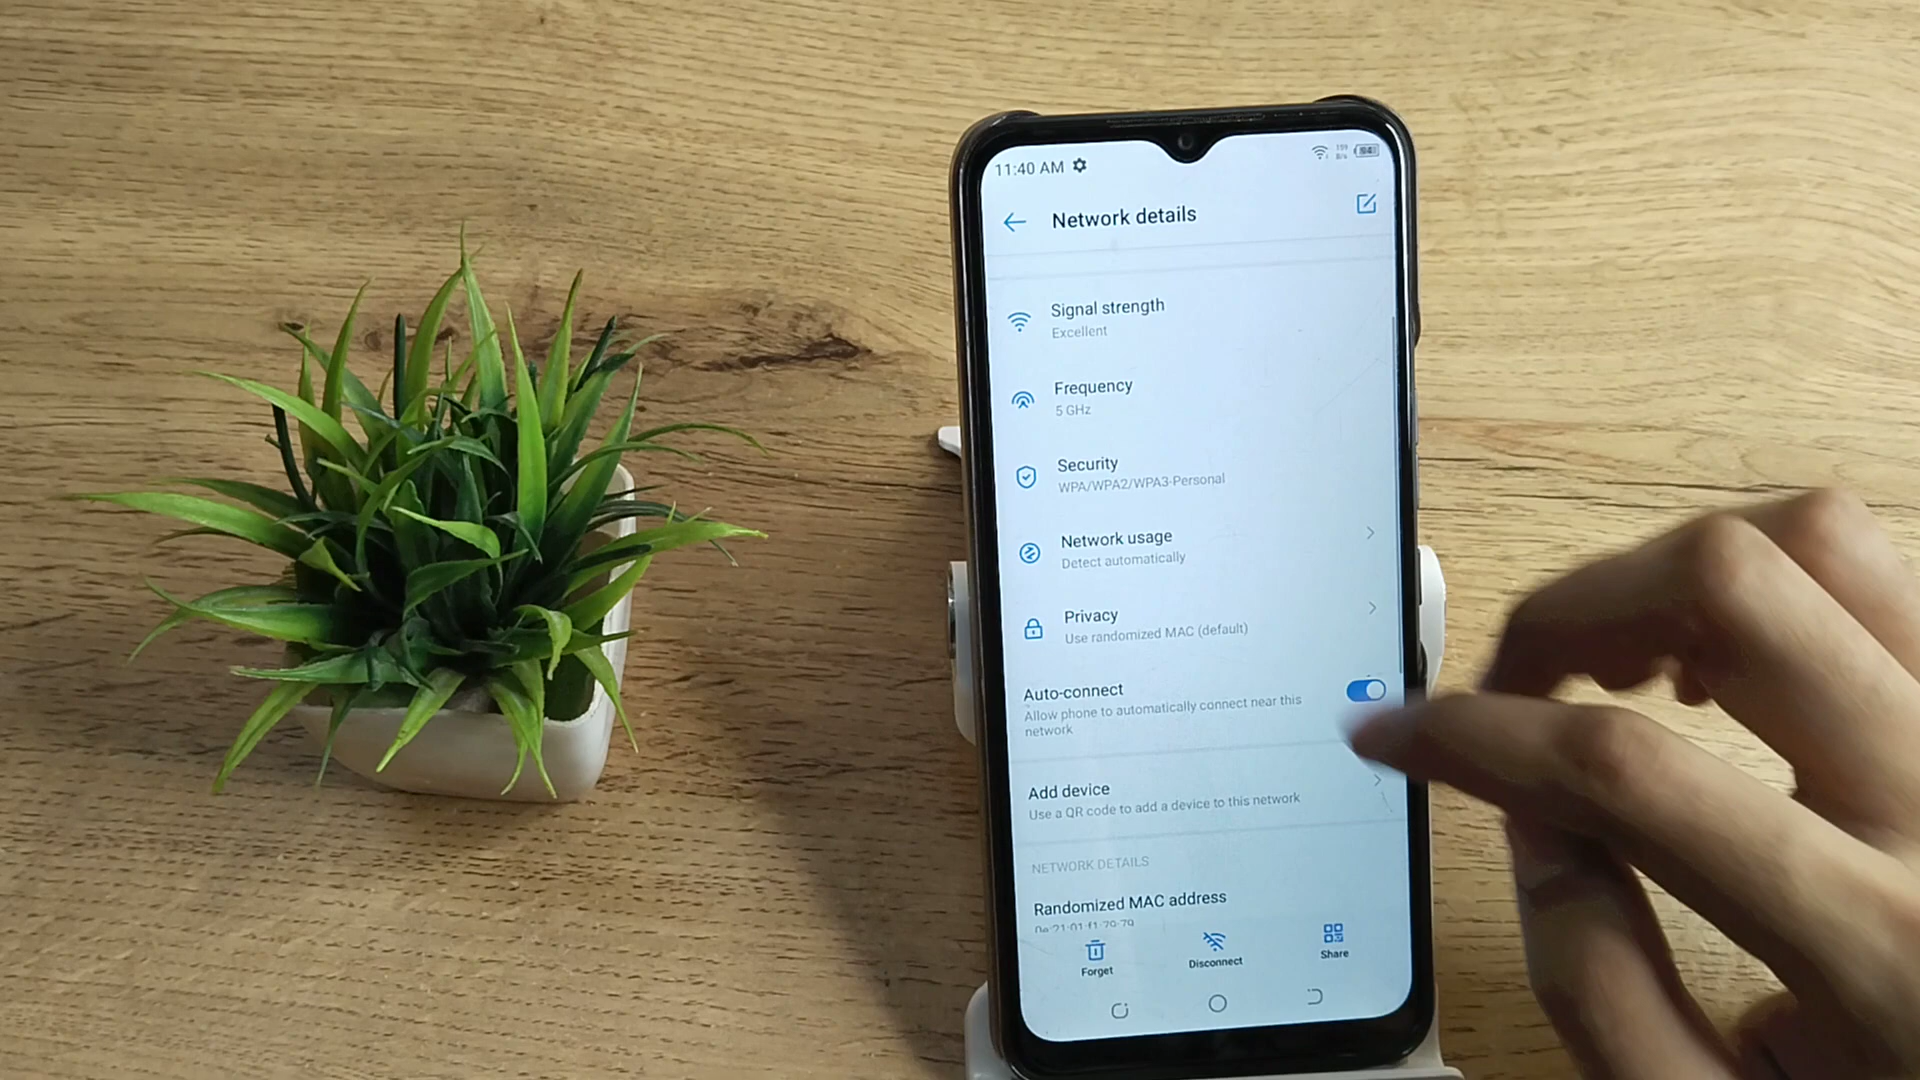 11:40 AM
Network details
Signal strength
Excellent
Frequency
5 GHz
Security
WPA/WPA2/WPA3-Personal
Network usage
Detect automatically
Privacy
Use randomized MAC (default)
Auto-connect
Allow phone to automatically connect near this
network
Add device
Use a QR code to add a device to this network
NETWORK DETAILS
Randomized MAC address
Forget
Disconnect
Share